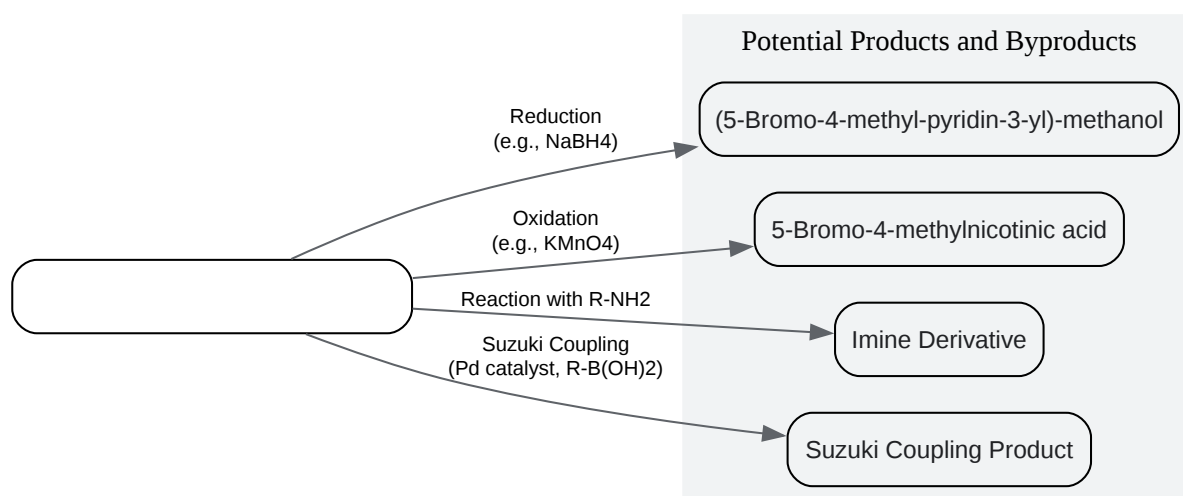 Potential Products and Byproducts
Reduction
(e.g., NaBH4)
(5-Bromo-4-methyl-pyridin-3-yl)-methanol
Oxidation
(e.g., KMnO4)
5-Bromo-4-methylnicotinic acid
Reaction with R-NH2
Imine Derivative
Suzuki Coupling
(Pd catalyst, R-B(OH)2)
Suzuki Coupling Product